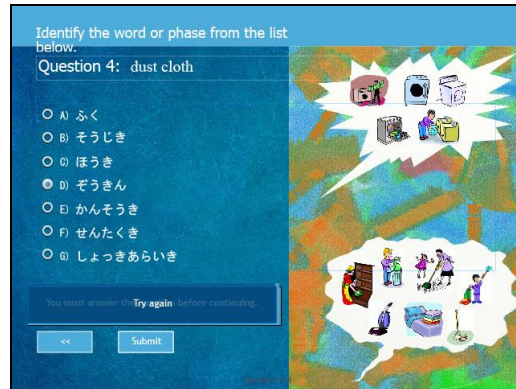 Identify the word or phase from the list
below.
Question 4: dust cloth
A) ふく
B) そうじき
C) ほうき
D) ぞうきん
E) かんそうき
F) せんたくき
G) しょっきあらいき
You must answer the before continuing.
Try again
<< Submit